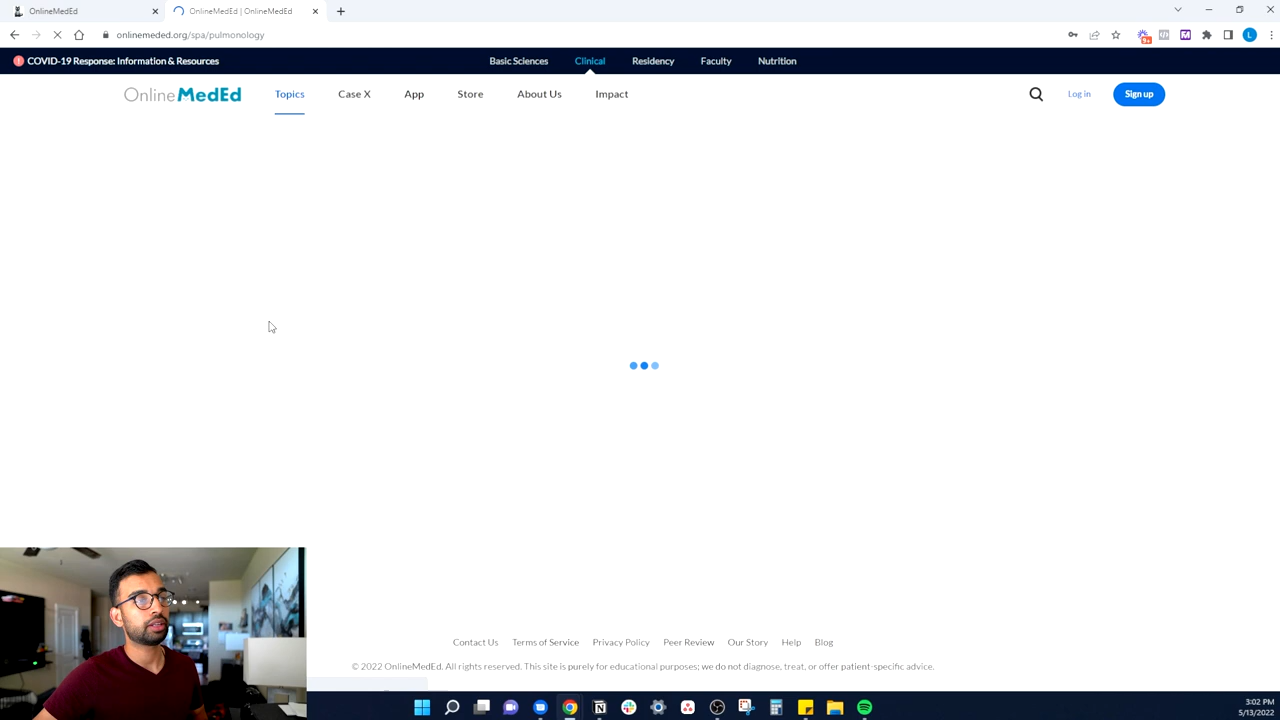 OnlineMedEd
OnlineMedEd | OnlineMedEd
onlinemeded.org/spa/pulmonology
9+
L
COVID-19 Response: Information & Resources
Basic Sciences
Clinical
Residency
Faculty
Nutrition
OnlineMedEd
Topics
Case X
App
Store
About Us
Impact
Log in
Sign up
Contact Us
Terms of Service
Privacy Policy
Peer Review
Our Story
Help
Blog
© 2022 OnlineMedEd. All rights reserved. This site is purely for educational purposes; we do not diagnose, treat, or offer patient-specific advice.
3:02 PM
5/13/2022